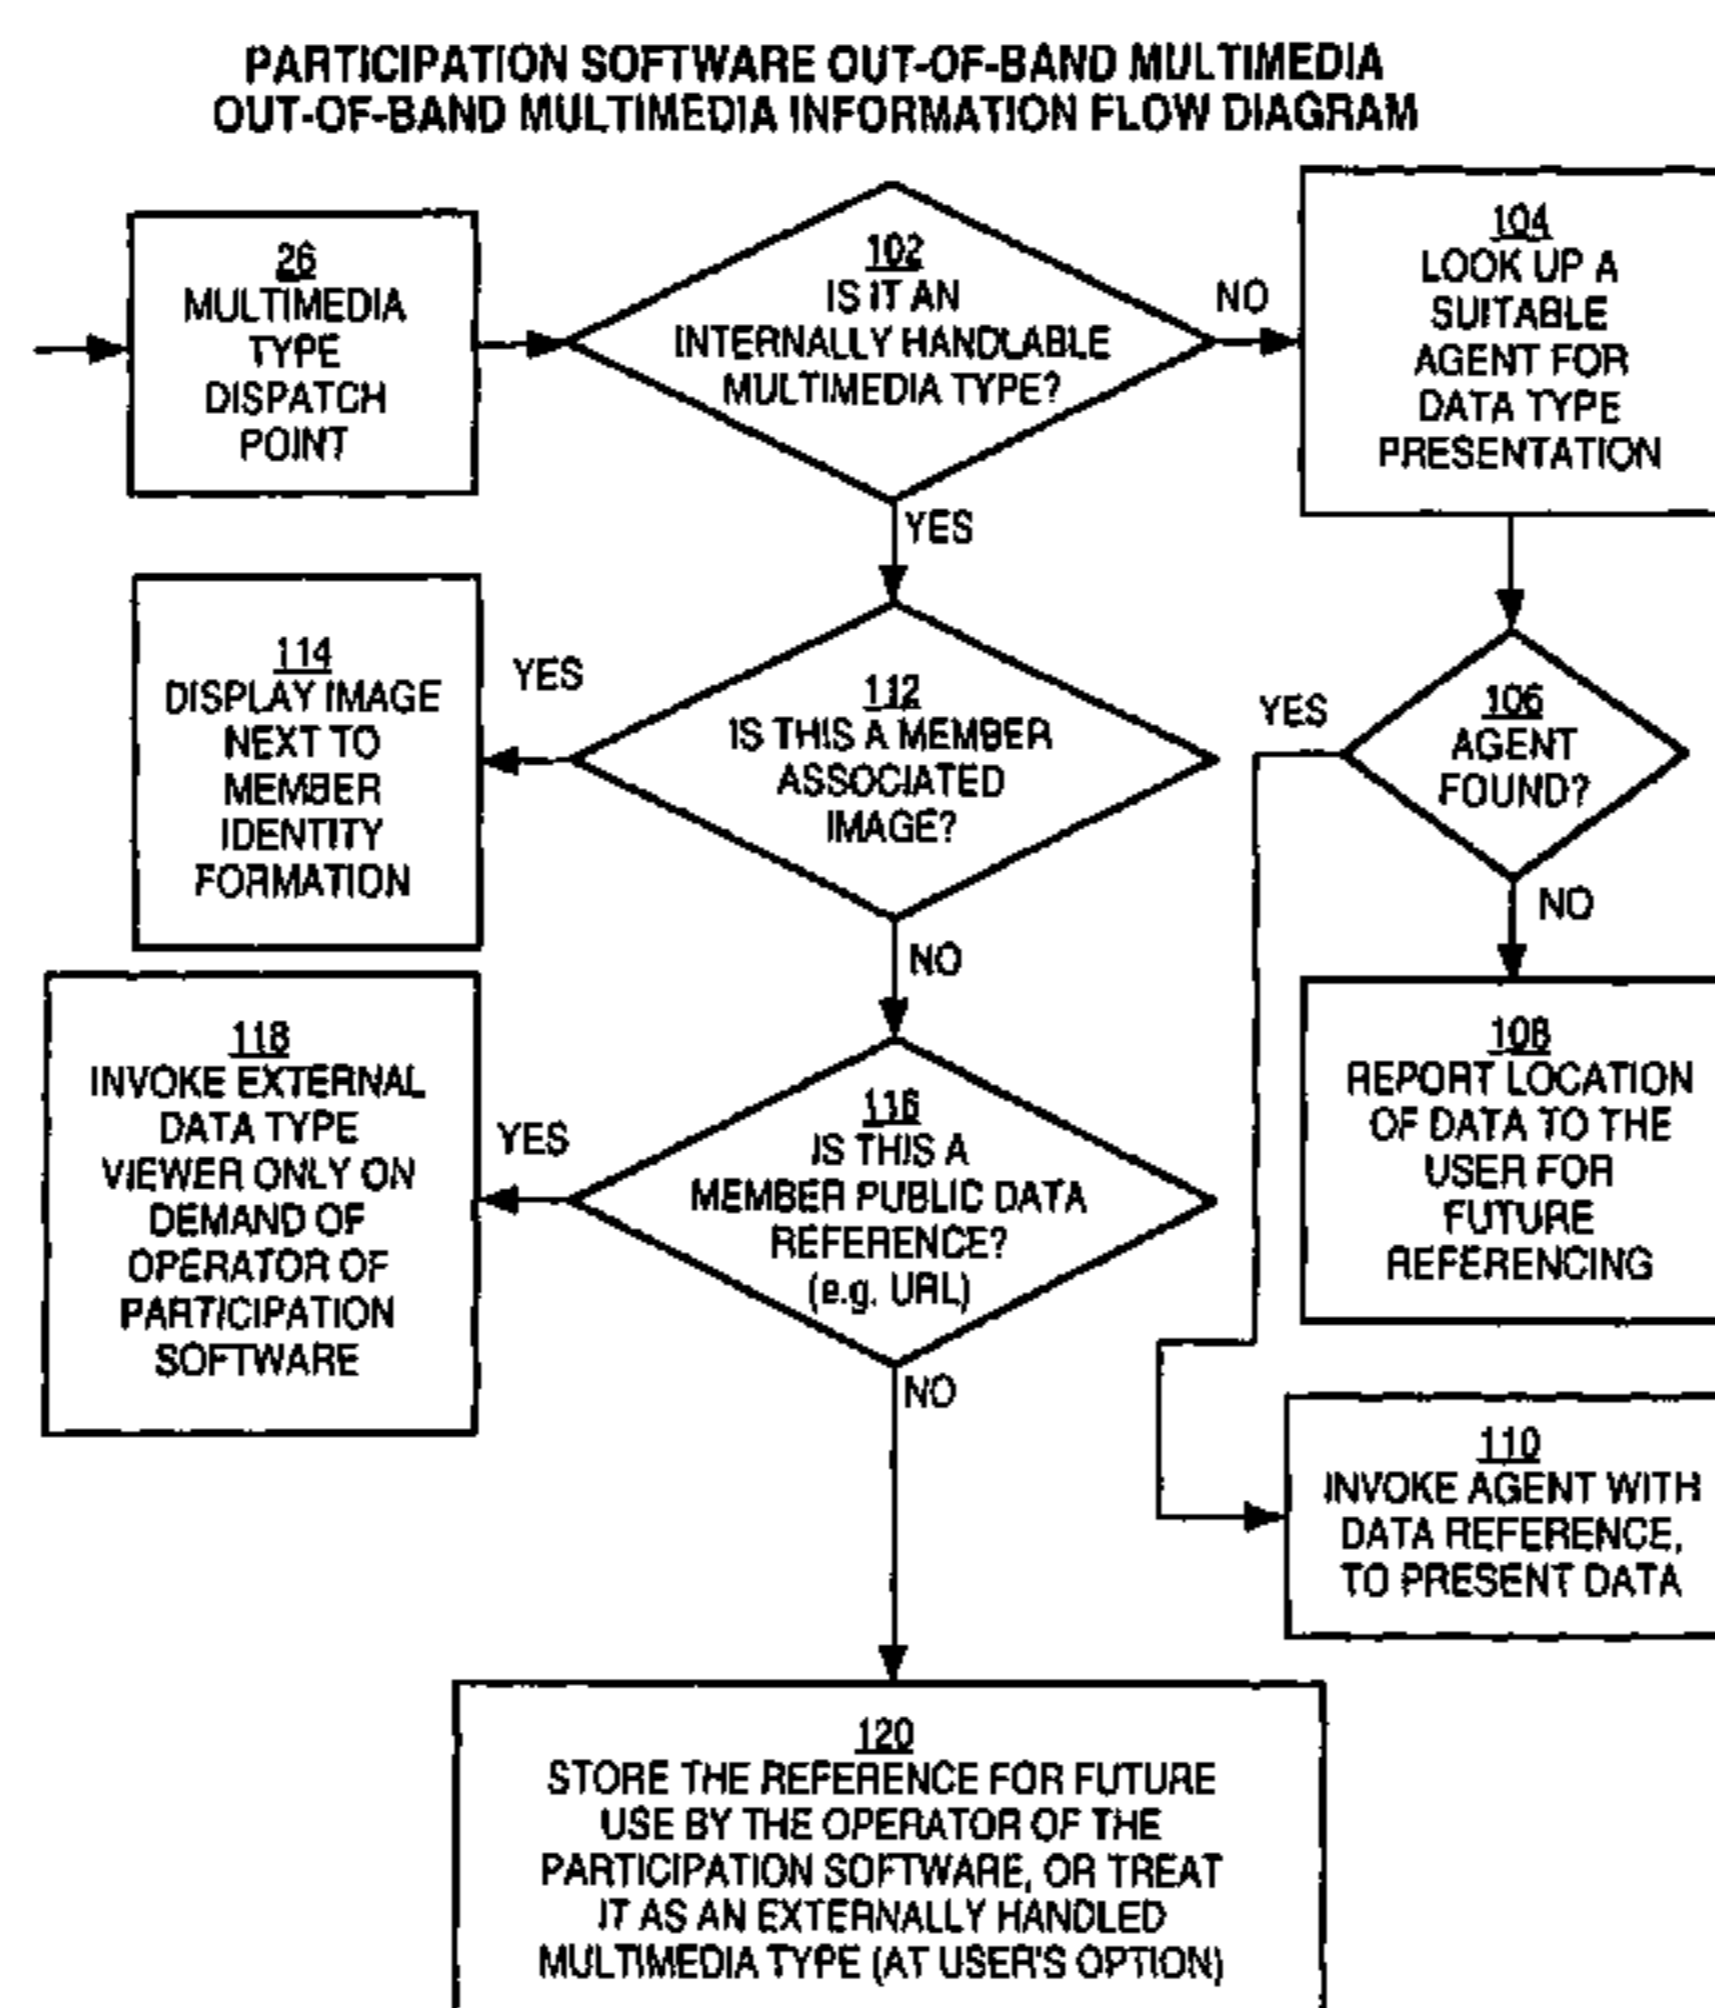 PARTICIPATION SOFTWARE OUT-OF-BAND MULTIMEDIA
OUT-OF-BAND MULTIMEDIA INFORMATION FLOW DIAGRAM
26
MULTIMEDIA
TYPE
DISPATCH
POINT
102
IS IT AN
INTERNALLY HANDLABLE
MULTIMEDIA TYPE?
NO
104
LOOK UP A
SUITABLE
AGENT FOR
DATA TYPE
PRESENTATION
YES
114
DISPLAY IMAGE
NEXT TO
MEMBER
IDENTITY
FORMATION
YES
112
IS THIS A MEMBER
ASSOCIATED
IMAGE?
YES
106
AGENT
FOUND?
NO
NO
118
INVOKE EXTERNAL
DATA TYPE
VIEWER ONLY ON
DEMAND OF
OPERATOR OF
PARTICIPATION
SOFTWARE
YES
116
IS THIS A
MEMBER PUBLIC DATA
REFERENCE?
(e.g. URL)
108
REPORT LOCATION
OF DATA TO THE
USER FOR
FUTURE
REFERENCING
NO
110
INVOKE AGENT WITH
DATA REFERENCE,
TO PRESENT DATA
120
STORE THE REFERENCE FOR FUTURE
USE BY THE OPERATOR OF THE
PARTICIPATION SOFTWARE, OR TREAT
IT AS AN EXTERNALLY HANDLED
MULTIMEDIA TYPE (AT USER'S OPTION)